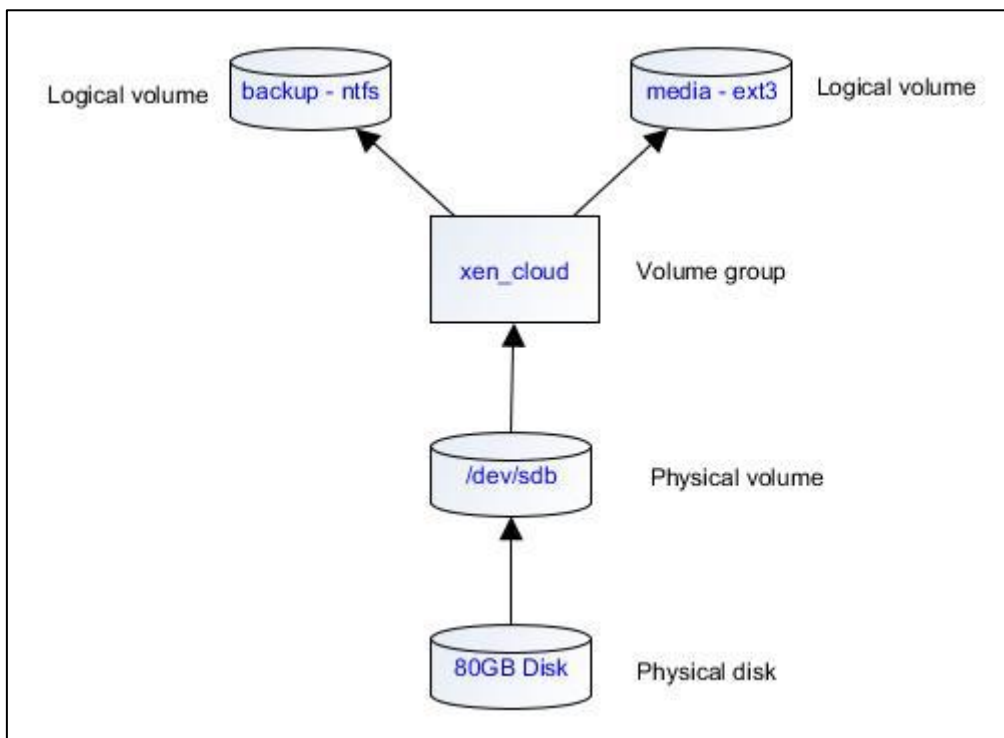 Logical volume
backup - ntfs
media - ext3
Logical volume
xen_cloud
Volume group
/dev/sdb
Physical volume
80GB Disk
Physical disk